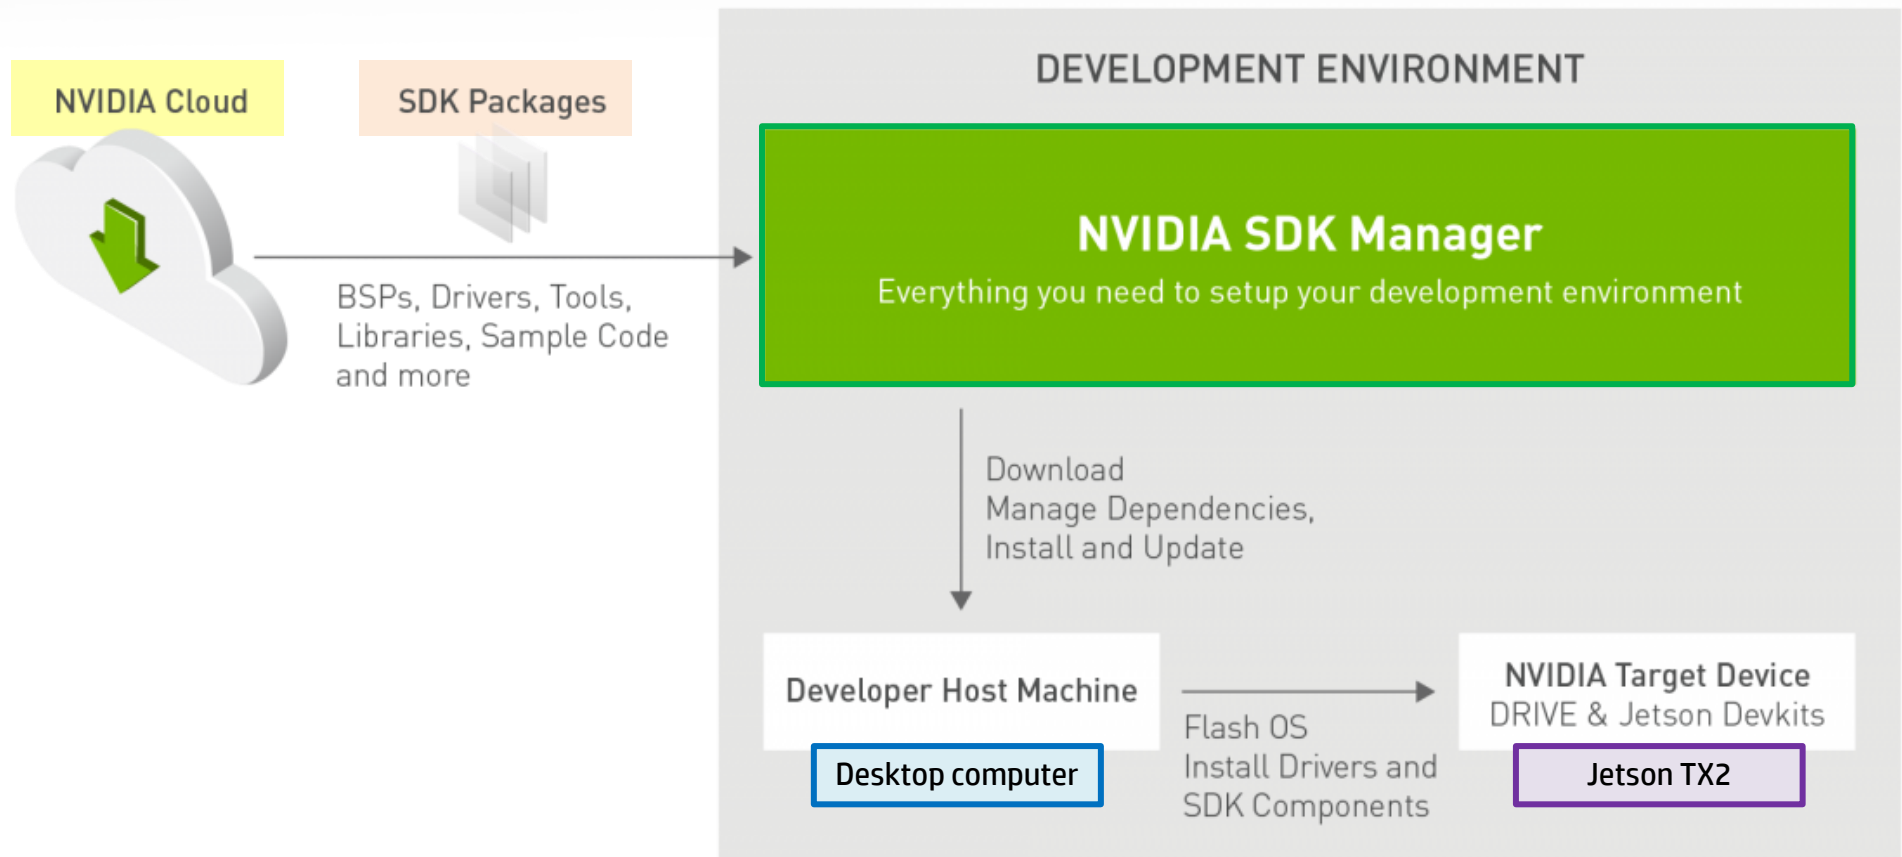 DEVELOPMENT ENVIRONMENT
NVIDIA Cloud
SDK Packages
BSPs, Drivers, Tools,
Libraries, Sample Code
and more
NVIDIA SDK Manager
Everything you need to setup your development environment
Download
Manage Dependencies,
Install and Update
Developer Host Machine
Desktop computer
Flash OS
Install Drivers and
SDK Components
NVIDIA Target Device
DRIVE & Jetson Devkits
Jetson TX2